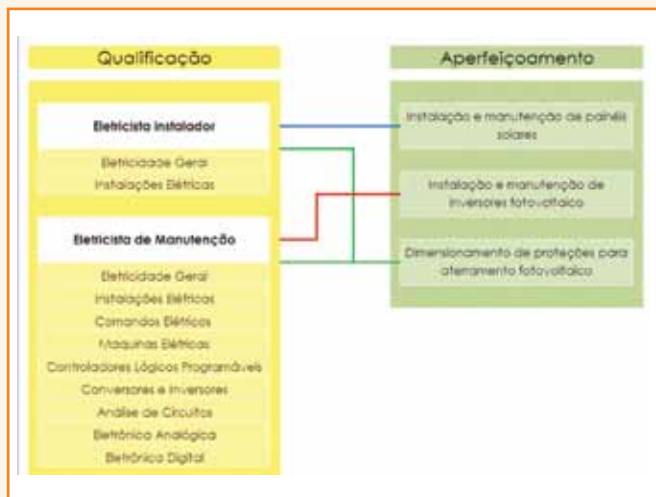 Qualificação
Eletricista Instalador
Eletricidade Geral
Instalações Elétricas
Eletricista de Manutenção
Eletricidade Geral
Instalações Elétricas
Comandos Elétricos
Maquinas Elétricas
Controladores Lógicos Programáveis
Conversores e Inversores
Análise de Circuitos
Eletrônica Analógica
Eletrônica Digital
Aperfeiçoamento
Instalação e manutenção de painéis
solares
Instalação e manutenção de
inversores fotovoltaico
Dimensionamento de proteções para
aterramento fotovoltaico